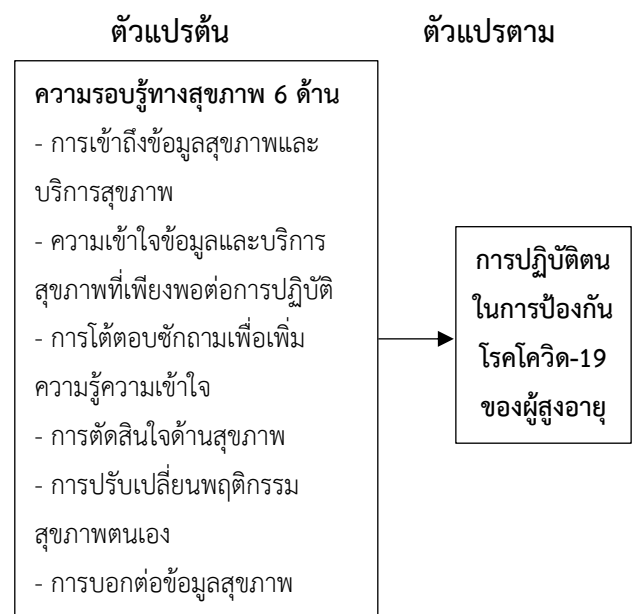 ตัวแปรต้น
ตัวแปรตาม
ความรอบรู้ทางสุขภาพ 6 ด้าน
- การเข้าถึงข้อมูลสุขภาพและ
บริการสุขภาพ
- ความเข้าใจข้อมูลและบริการ
สุขภาพที่เพียงพอต่อการปฏิบัติ
- การโต้ตอบซักถามเพื่อเพิ่ม
ความรู้ความเข้าใจ
- การตัดสินใจด้านสุขภาพ
- การปรับเปลี่ยนพฤติกรรม
สุขภาพตนเอง
- การบอกต่อข้อมูลสุขภาพ
การปฏิบัติตน
ในการป้องกัน
โรคโควิด-19
ของผู้สูงอายุ